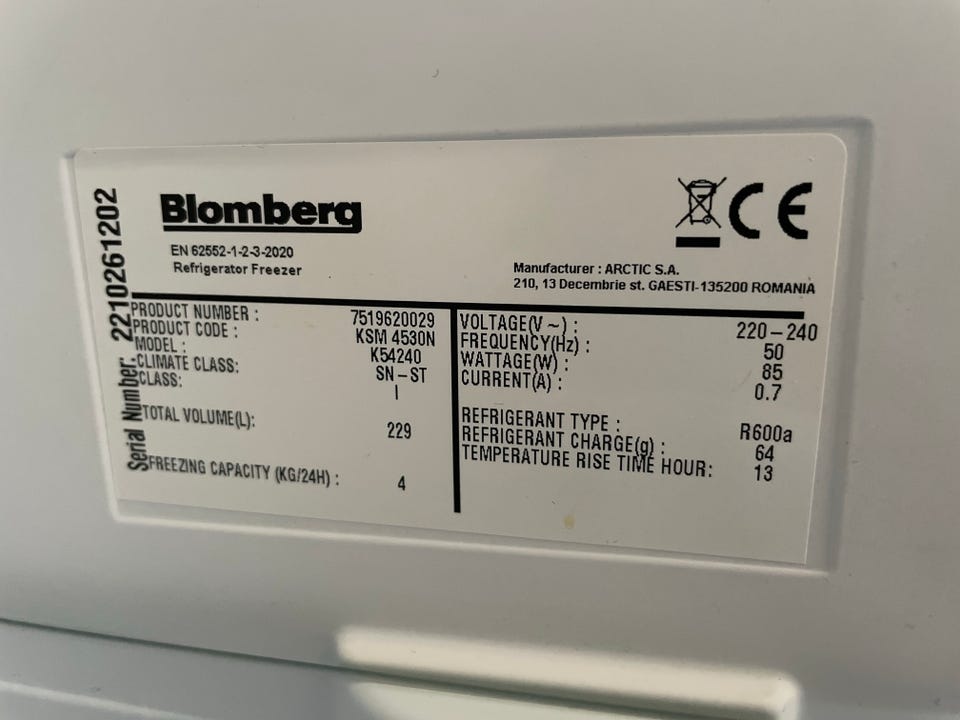 Blomberg
CE
EN 62552-1-2-3-2020
Refrigerator Freezer
Manufacturer : ARCTIC S.A.
210, 13 Decembrie st. GAESTI-135200 ROMANIA
Serial Number: 2210261202
PRODUCT NUMBER : 7519620029
PRODUCT CODE : KSM 4530N
MODEL : K54240
CLIMATE CLASS: SN-ST
CLASS: I
TOTAL VOLUME(L): 229
FREEZING CAPACITY (KG/24H) : 4
VOLTAGE(V~) : 220-240
FREQUENCY(Hz) : 50
WATTAGE(W) : 85
CURRENT(A) : 0.7
REFRIGERANT TYPE : R600a
REFRIGERANT CHARGE(g) : 64
TEMPERATURE RISE TIME HOUR: 13